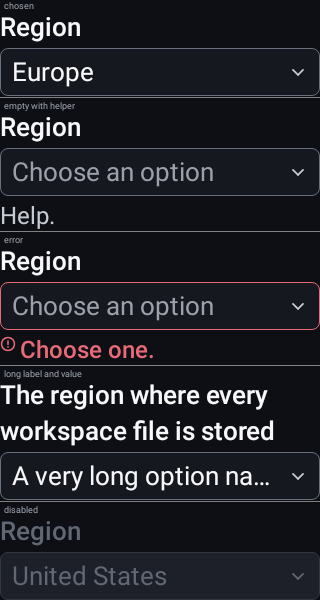 chosen
Region
Europe
empty with helper
Region
Choose an option
Help.
error
Region
Choose an option
Choose one.
long label and value
The region where every
workspace file is stored
A very long option na...
disabled
Region
United States